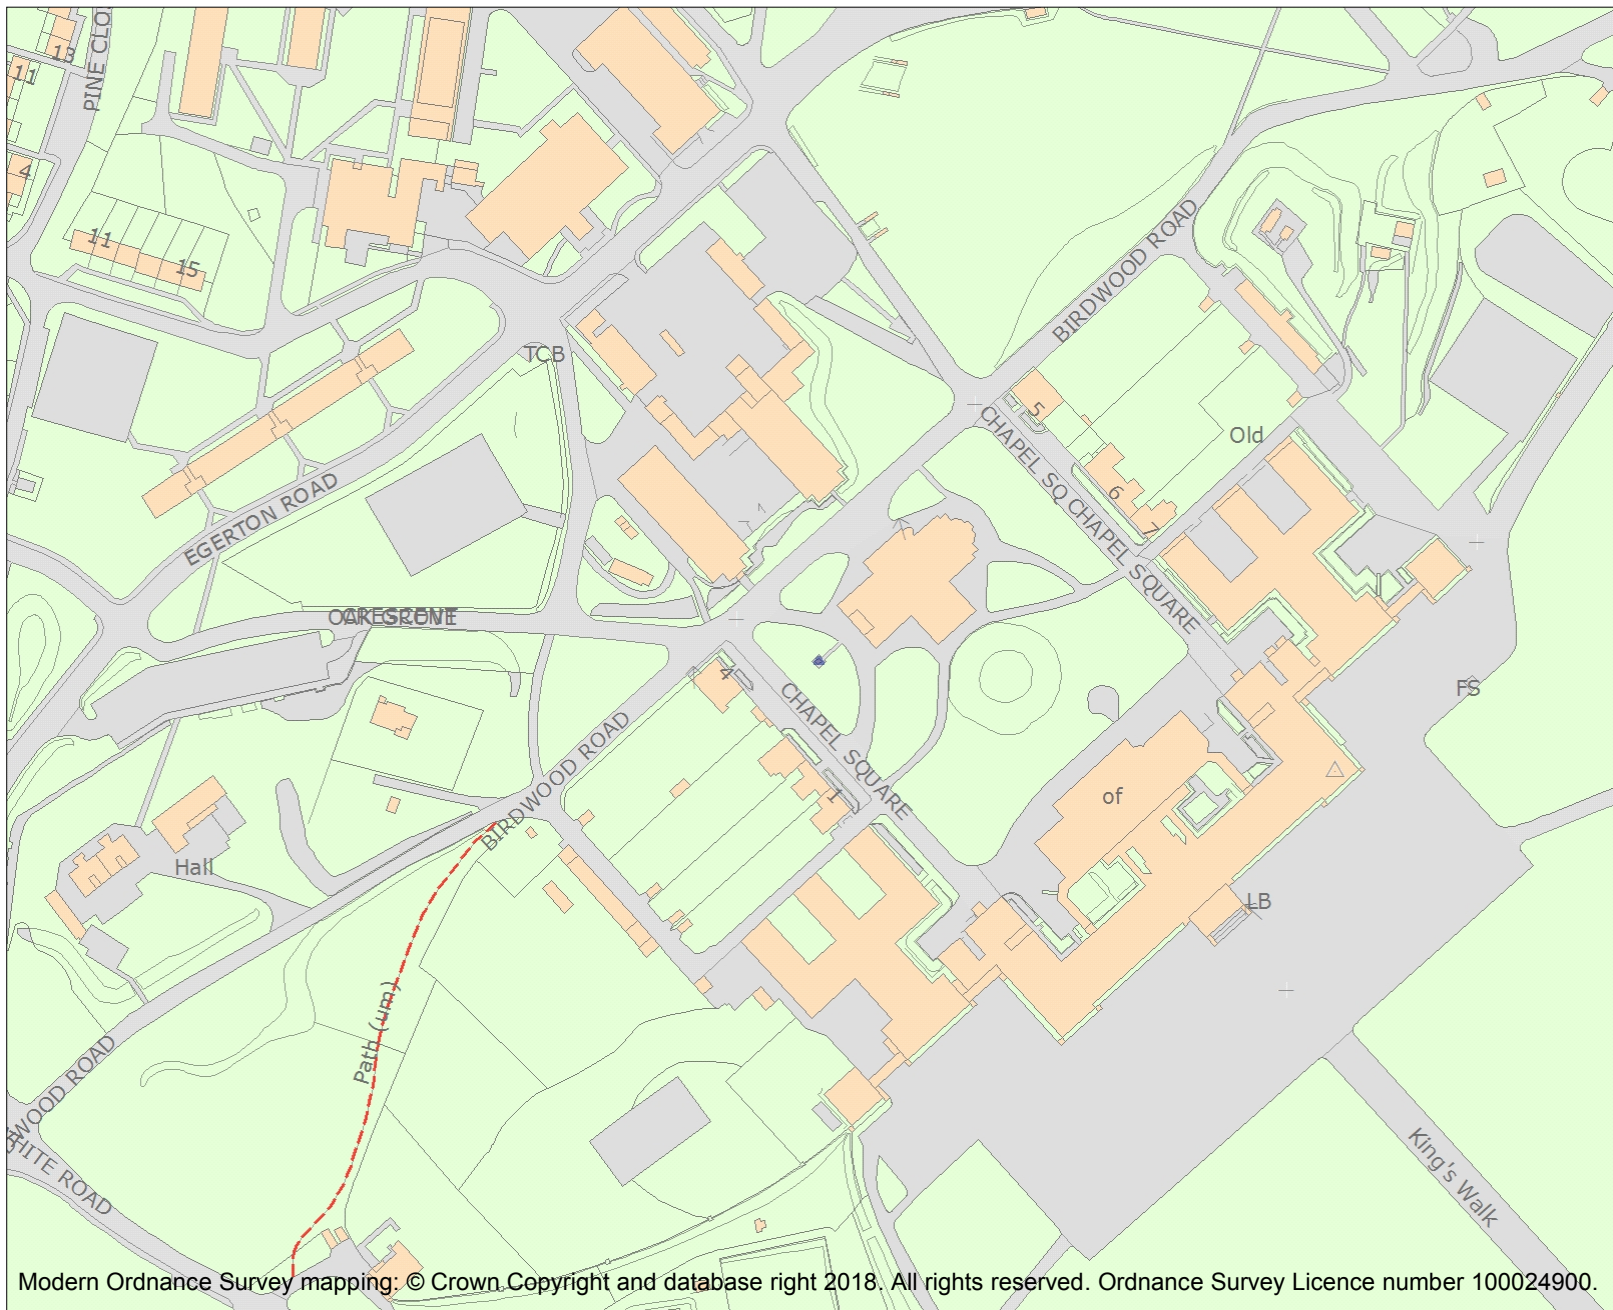 13
11
PINE CLO
4
11
15
BIRDWOOD ROAD
TCB
5
CHAPEL SQ
CHAPEL SQUARE
6
7
Old
EGERTON ROAD
4
CHAPEL SQUARE
1
FS
BIRDWOOD ROAD
of
Hall
LB
Path (um)
WOOD ROAD
HITE ROAD
King's Walk
Modern Ordnance Survey mapping: © Crown Copyright and database right 2018. All rights reserved. Ordnance Survey Licence number 100024900.